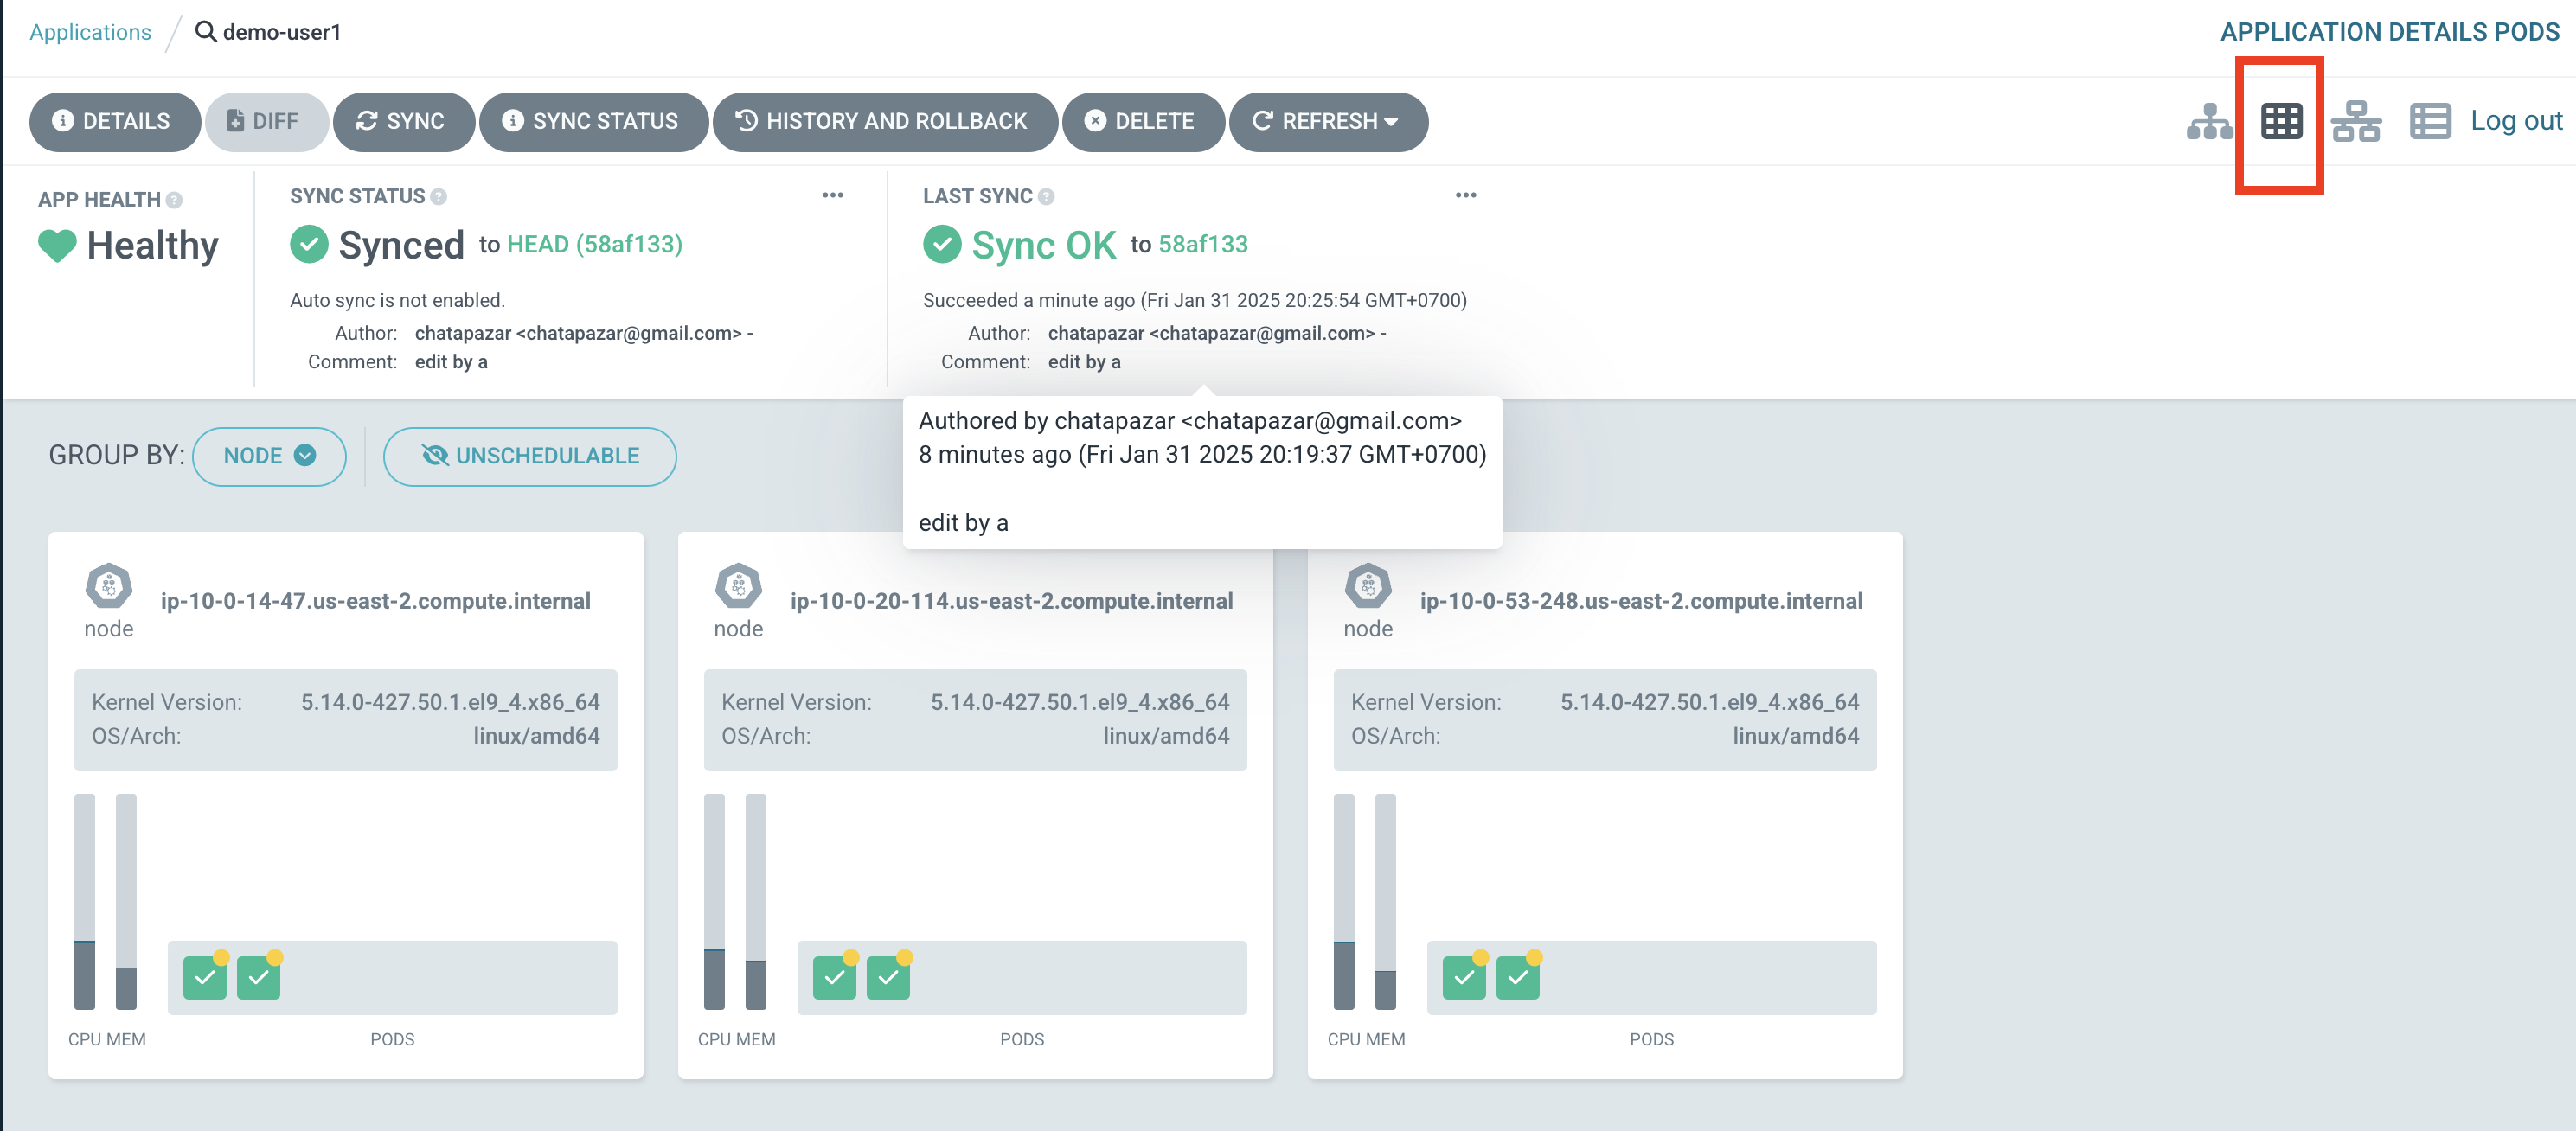 Applications / demo-user1
APPLICATION DETAILS PODS
DETAILS DIFF SYNC SYNC STATUS HISTORY AND ROLLBACK DELETE REFRESH
Log out
APP HEALTH
Healthy
SYNC STATUS
Synced to HEAD (58af133)
Auto sync is not enabled.
Author: chatapazar <chatapazar@gmail.com> -
Comment: edit by a
LAST SYNC
Sync OK to 58af133
Succeeded a minute ago (Fri Jan 31 2025 20:25:54 GMT+0700)
Author: chatapazar <chatapazar@gmail.com> -
Comment: edit by a
Authored by chatapazar <chatapazar@gmail.com>
8 minutes ago (Fri Jan 31 2025 20:19:37 GMT+0700)
edit by a
GROUP BY: NODE UNSCHEDULABLE
node
ip-10-0-14-47.us-east-2.compute.internal
Kernel Version: 5.14.0-427.50.1.el9_4.x86_64
OS/Arch: linux/amd64
CPU MEM PODS
node
ip-10-0-20-114.us-east-2.compute.internal
Kernel Version: 5.14.0-427.50.1.el9_4.x86_64
OS/Arch: linux/amd64
CPU MEM PODS
node
ip-10-0-53-248.us-east-2.compute.internal
Kernel Version: 5.14.0-427.50.1.el9_4.x86_64
OS/Arch: linux/amd64
CPU MEM PODS